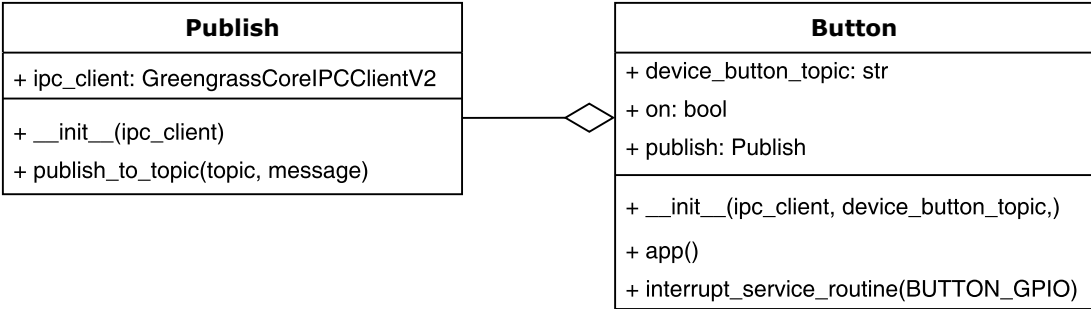 Publish
+ ipc_client: GreengrassCoreIPCClientV2
+ __init__(ipc_client)
+ publish_to_topic(topic, message)
Button
+ device_button_topic: str
+ on: bool
+ publish: Publish
+ __init__(ipc_client, device_button_topic,)
+ app()
+ interrupt_service_routine(BUTTON_GPIO)